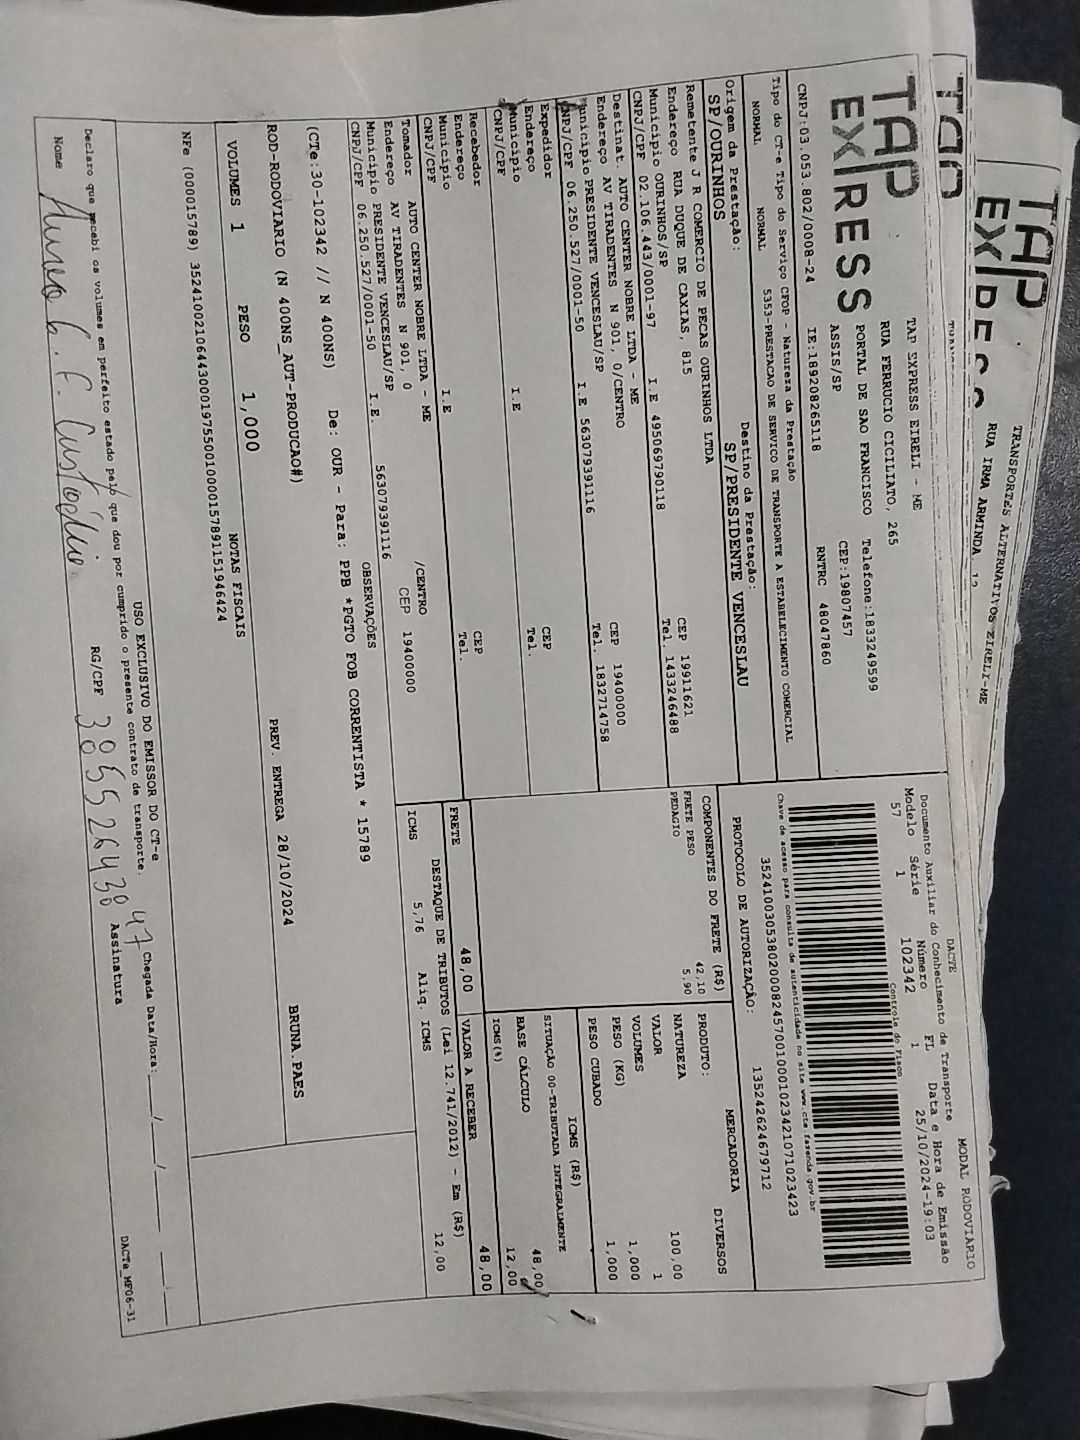 TAP
EXPRESS
TRANSPORTES ALTERNATIVOS EIRELI-ME
RUA IRMA ARMINDA
TAP
EXPRESS
TAP EXPRESS EIRELI - ME
RUA FERRUCIO CICILIATO, 265
PORTAL DE SAO FRANCISCO Telefone:1833249599
ASSIS/SP CEP:19807457
CNPJ:03.053.802/0008-24 IE:189208265118 RNTRC 48047860
DACTE MODAL RODOVIARIO
Documento Auxiliar do Conhecimento de Transporte
Modelo Série Número FL Data e Hora de Emissão
57 1 102342 1 25/10/2024-19:03
Controle do Fisco
Chave de acesso para consulta de autenticidade no site www.cte.fazenda.gov.br
35241003053802000824570010001023421071023423
PROTOCOLO DE AUTORIZAÇÃO: 135242624679712
Tipo do CT-e Tipo do Serviço CFOP - Natureza da Prestação
NORMAL NORMAL 5353-PRESTACAO DE SERVICO DE TRANSPORTE A ESTABELECIMENTO COMERCIAL
Origem da Prestação: Destino da Prestação:
SP/OURINHOS SP/PRESIDENTE VENCESLAU
Remetente J R COMERCIO DE PECAS OURINHOS LTDA
Endereço RUA DUQUE DE CAXIAS, 815 CEP 19911621
Município OURINHOS/SP Tel. 1433246488
CNPJ/CPF 02.106.443/0001-97 I.E 495069790118
Destinat. AUTO CENTER NOBRE LTDA - ME
Endereço AV TIRADENTES N 901, 0/CENTRO CEP 19400000
Município PRESIDENTE VENCESLAU/SP Tel. 1832714758
CNPJ/CPF 06.250.527/0001-50 I.E 563079391116
Expedidor
Endereço CEP
Município Tel.
CNPJ/CPF I.E
Recebedor
Endereço CEP
Município Tel.
CNPJ/CPF I.E
Tomador AUTO CENTER NOBRE LTDA - ME
Endereço AV TIRADENTES N 901, 0 /CENTRO
Município PRESIDENTE VENCESLAU/SP CEP 19400000
CNPJ/CPF 06.250.527/0001-50 I.E. 563079391116
COMPONENTES DO FRETE (R$)
FRETE PESO 42,10
PEDAGIO 5,90
MERCADORIA
PRODUTO: DIVERSOS
NATUREZA
VALOR 100,00
VOLUMES 1
PESO (KG) 1,000
PESO CUBADO 1,000
ICMS (R$)
SITUAÇÃO 00-TRIBUTADA INTEGRALMENTE
BASE CÁLCULO 48,00
ICMS(%) 12,00
FRETE 48,00 VALOR A RECEBER 48,00
DESTAQUE DE TRIBUTOS (Lei 12.741/2012) - Em (R$)
ICMS 5,76 Aliq. ICMS 12,00
OBSERVAÇÕES
(CTe:30-102342 // N 400NS) De: OUR - Para: PPB *PGTO FOB CORRENTISTA * 15789
ROD-RODOVIARIO (N 400NS_AUT-PRODUCAO#) PREV. ENTREGA 28/10/2024 BRUNA.PAES
VOLUMES 1 PESO 1,000 NOTAS FISCAIS
NFe (000015789) 35241002106443000197550010000157891151946424
USO EXCLUSIVO DO EMISSOR DO CT-e
Declaro que recebi os volumes em perfeito estado pelo que dou por cumprido o presente contrato de transporte. Chegada Data/Hora: __/__/__ __:__
Nome Custódio RG/CPF Assinatura
DACTe_MF06-31